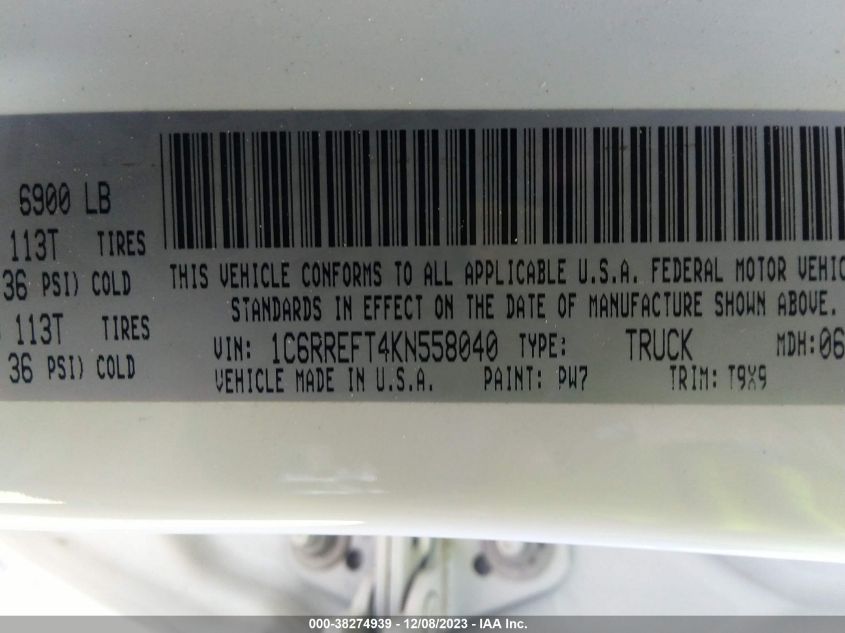 6900 LB
113T TIRES
36 PSI) COLD
113T TIRES
36 PSI) COLD
THIS VEHICLE CONFORMS TO ALL APPLICABLE U.S.A. FEDERAL MOTOR VEHIC
STANDARDS IN EFFECT ON THE DATE OF MANUFACTURE SHOWN ABOVE.
VIN: 1C6RREFT4KN558040 TYPE: TRUCK MDH:06
VEHICLE MADE IN U.S.A. PAINT: PW7 TRIM: T9X9
000-38274939 - 12/08/2023 - IAA Inc.